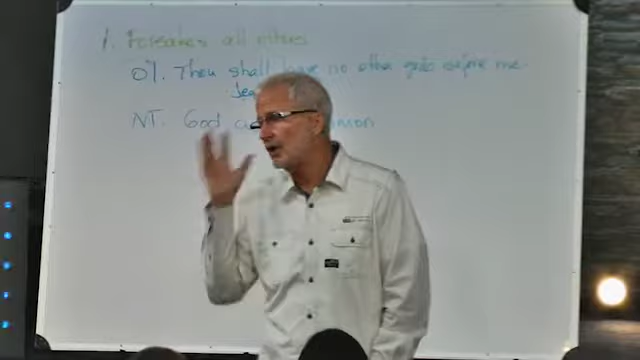 1. Forsakes all others
OT. Thou shall have no other gods before me
NT. God